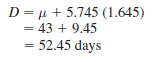 D = μ + 5.745 (1.645)
= 43 + 9.45
= 52.45 days